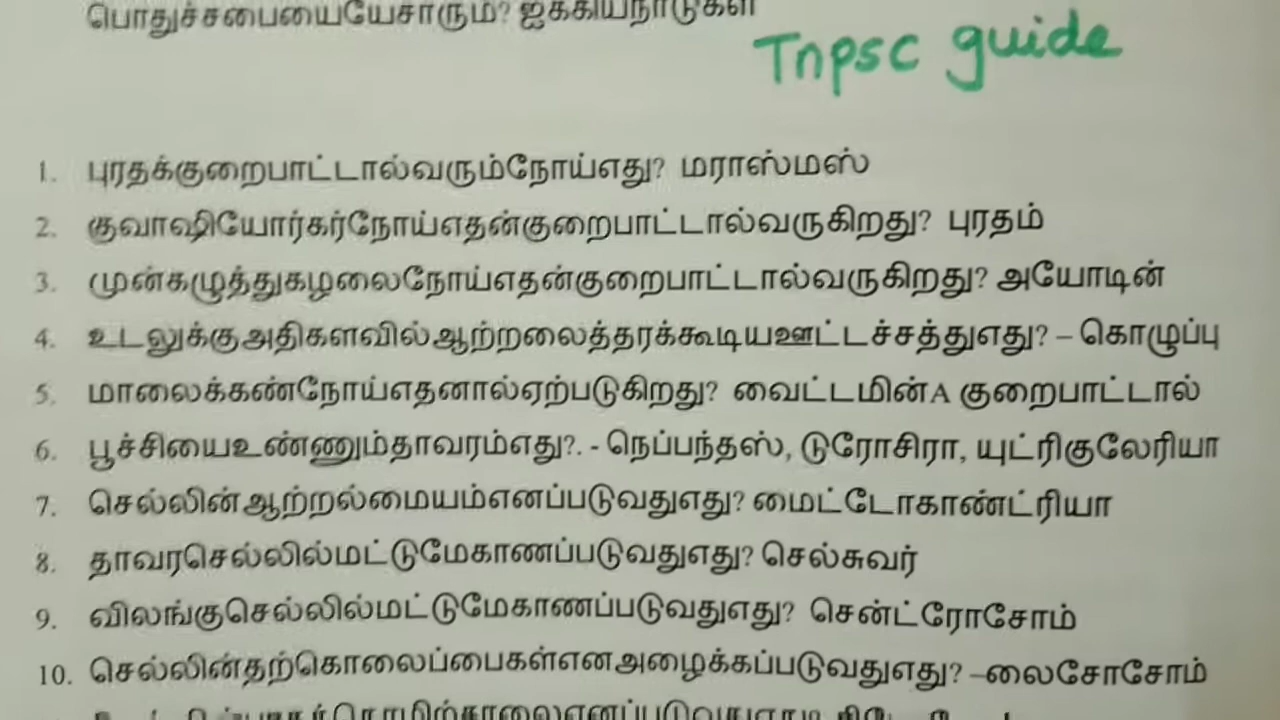 பொதுச்சபையையேசாரும்? ஐக்கியநாடுகள்
Tnpsc guide
1. புரதக்குறைபாட்டால்வரும்நோய்எது? மராஸ்மஸ்
2. குவாஷியோர்கர்நோய்எதன்குறைபாட்டால்வருகிறது? புரதம்
3. முன்கழுத்துகழலைநோய்எதன்குறைபாட்டால்வருகிறது? அயோடின்
4. உடலுக்குஅதிகளவில்ஆற்றலைத்தரக்கூடியஊட்டச்சத்துஎது? – கொழுப்பு
5. மாலைக்கண்நோய்எதனால்ஏற்படுகிறது? வைட்டமின்A குறைபாட்டால்
6. பூச்சியைஉண்ணும்தாவரம்எது?. - நெப்பந்தஸ், டுரோசிரா, யுட்ரிகுலேரியா
7. செல்லின்ஆற்றல்மையம்எனப்படுவதுஎது? மைட்டோகாண்ட்ரியா
8. தாவரசெல்லில்மட்டுமேகாணப்படுவதுஎது? செல்சுவர்
9. விலங்குசெல்லில்மட்டுமேகாணப்படுவதுஎது? சென்ட்ரோசோம்
10. செல்லின்தற்கொலைப்பைகள்எனஅழைக்கப்படுவதுஎது? –லைசோசோம்